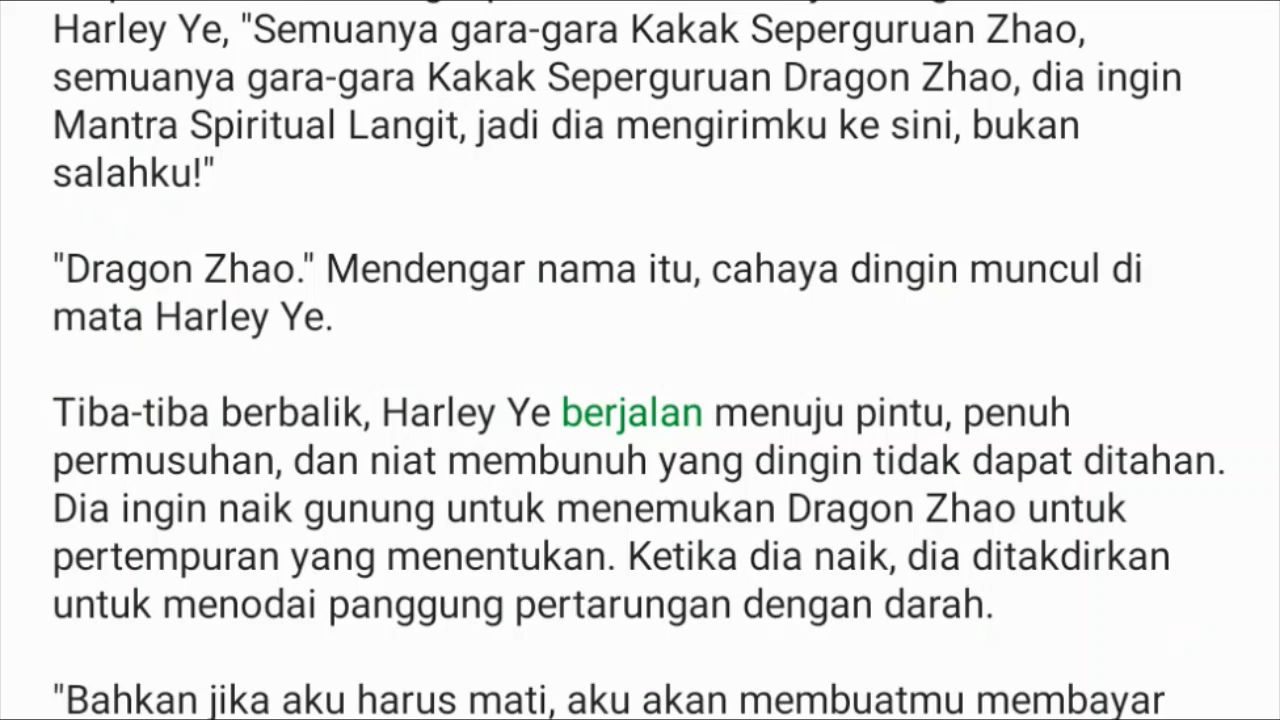 Harley Ye, "Semuanya gara-gara Kakak Seperguruan Zhao,
semuanya gara-gara Kakak Seperguruan Dragon Zhao, dia ingin
Mantra Spiritual Langit, jadi dia mengirimku ke sini, bukan
salahku!"
"Dragon Zhao." Mendengar nama itu, cahaya dingin muncul di
mata Harley Ye.
Tiba-tiba berbalik, Harley Ye berjalan menuju pintu, penuh
permusuhan, dan niat membunuh yang dingin tidak dapat ditahan.
Dia ingin naik gunung untuk menemukan Dragon Zhao untuk
pertempuran yang menentukan. Ketika dia naik, dia ditakdirkan
untuk menodai panggung pertarungan dengan darah.
"Bahkan jika aku harus mati, aku akan membuatmu membayar